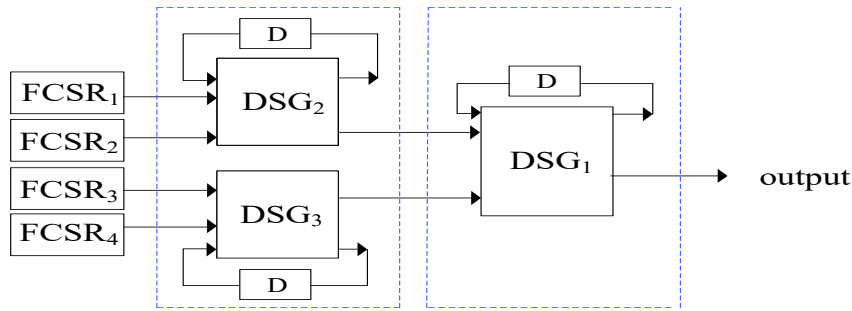 D
FCSR₁
DSG₂
FCSR₂
FCSR₃
DSG₃
FCSR₄
D
D
DSG₁
output